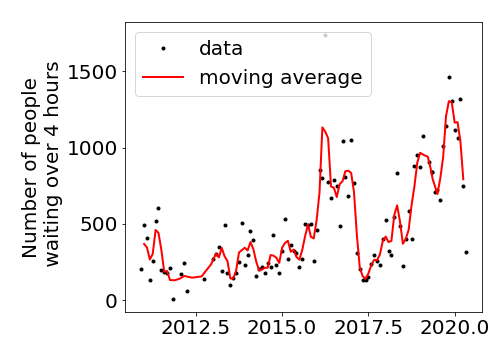 data
moving average
Number of people
waiting over 4 hours
1500
1000
500
0
2012.5 2015.0 2017.5 2020.0